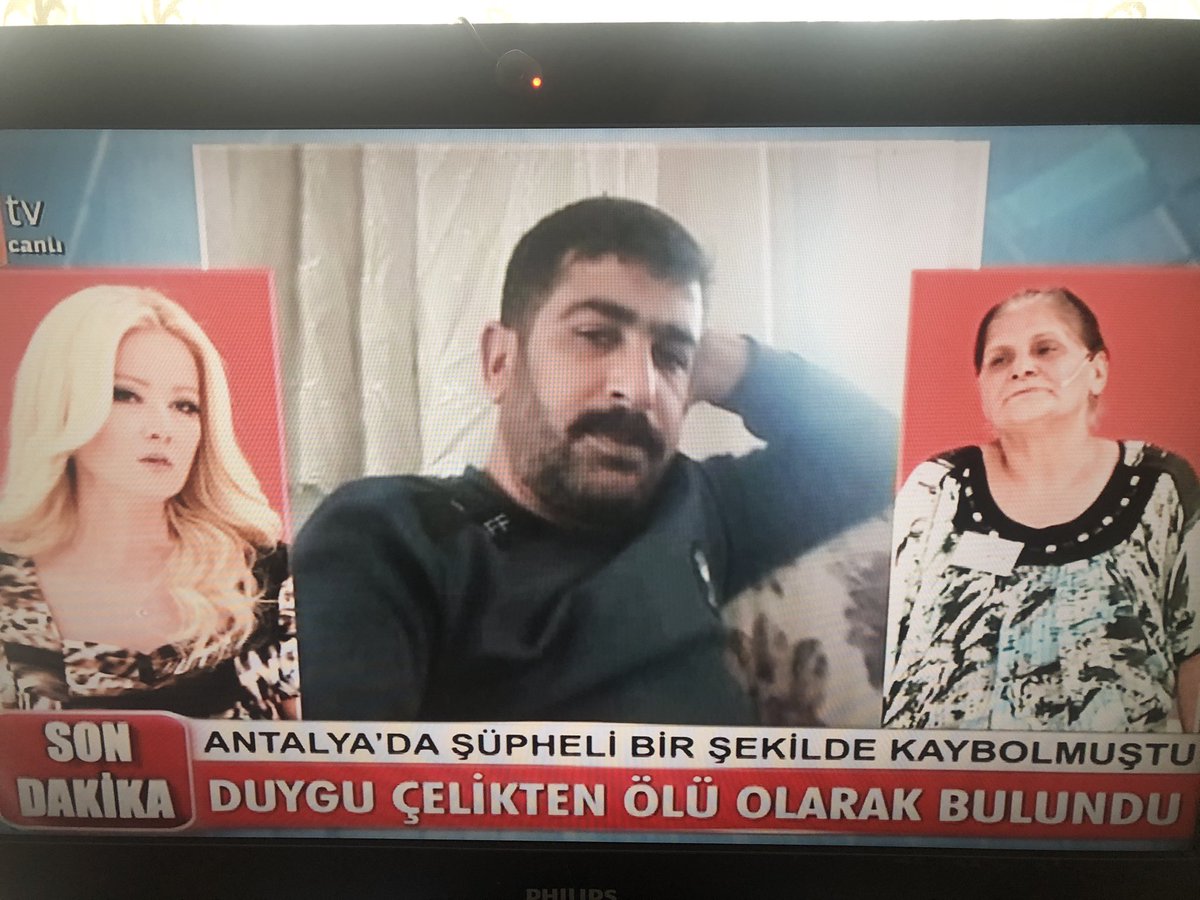 tv
canlı
SON
DAKİKA
ANTALYA'DA ŞÜPHELİ BİR ŞEKİLDE KAYBOLMUŞTU
DUYGU ÇELİKTEN ÖLÜ OLARAK BULUNDU
PHILIPS